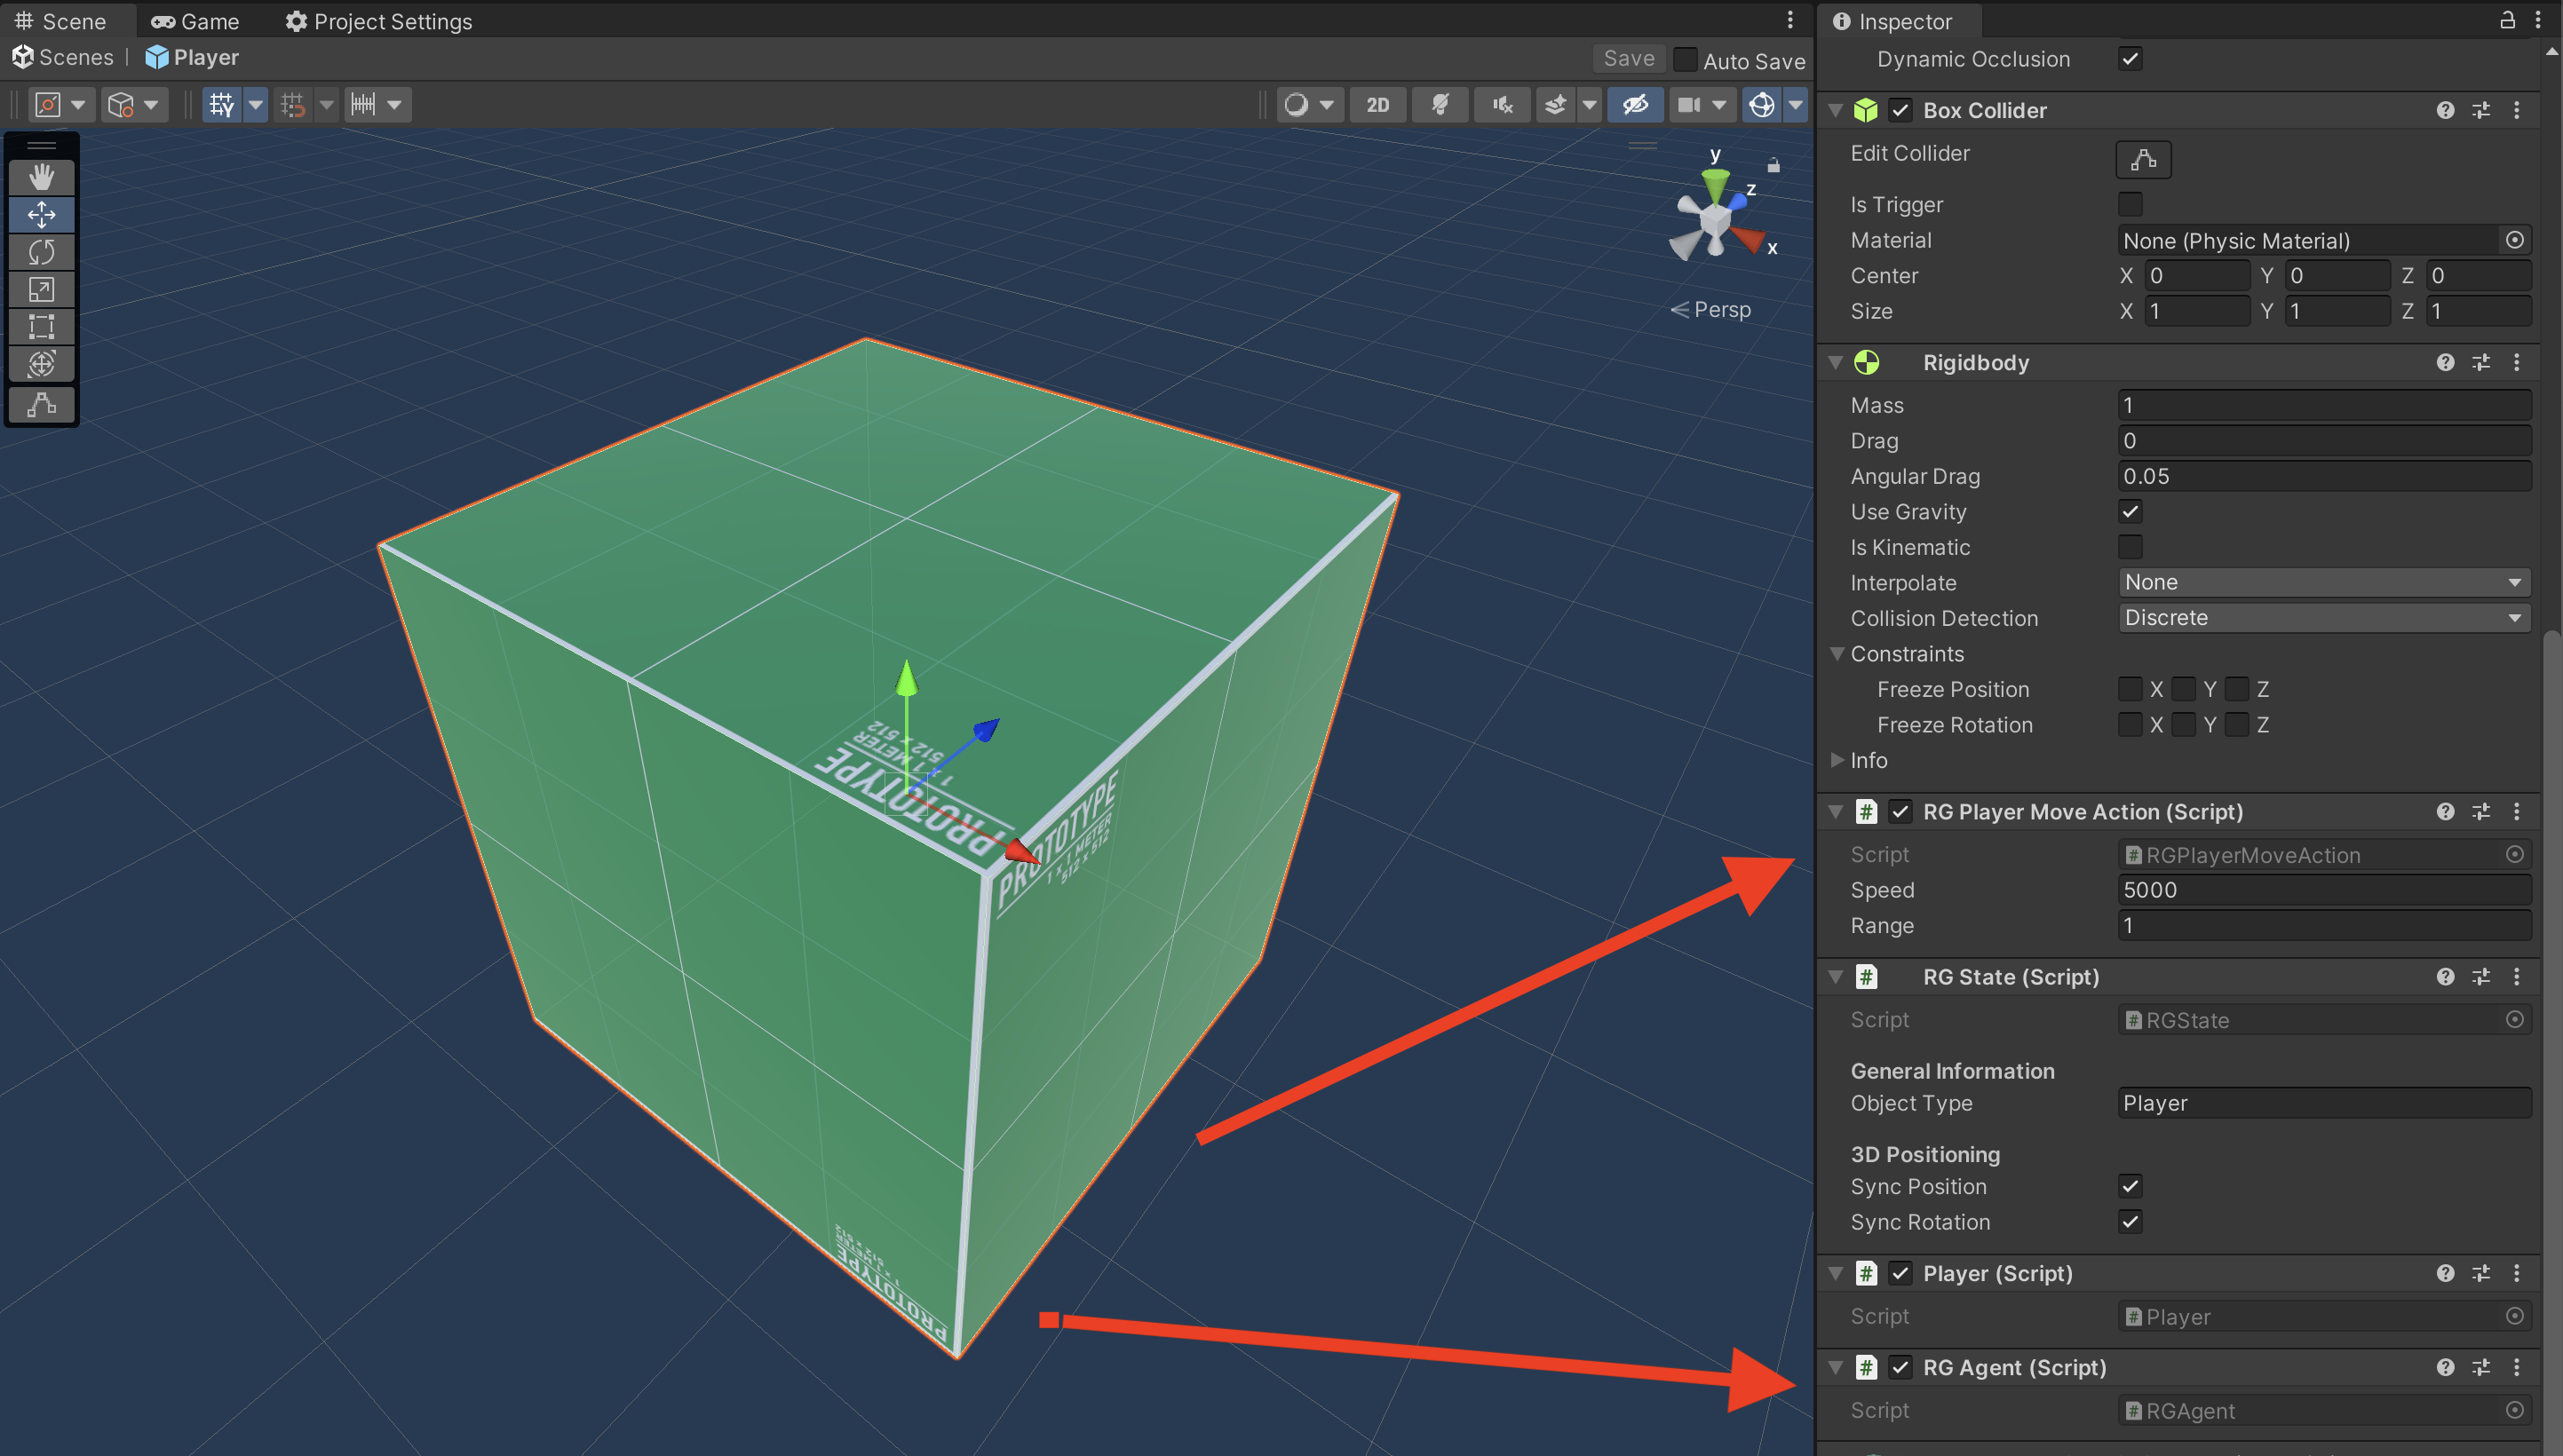 Scene
Game
Project Settings
Scenes
Player
Save
Auto Save
2D
y
z
x
Persp
PROTOTYPE
1 x 1 METER
512 x 512
PROTOTYPE
1 x 1 METER
512 x 512
PROTOTYPE
1 x 1 METER
512 x 512
Inspector
Dynamic Occlusion
Box Collider
Edit Collider
Is Trigger
Material None (Physic Material)
Center X 0 Y 0 Z 0
Size X 1 Y 1 Z 1
Rigidbody
Mass 1
Drag 0
Angular Drag 0.05
Use Gravity
Is Kinematic
Interpolate None
Collision Detection Discrete
Constraints
Freeze Position X Y Z
Freeze Rotation X Y Z
Info
RG Player Move Action (Script)
Script RGPlayerMoveAction
Speed 5000
Range 1
RG State (Script)
Script RGState
General Information
Object Type Player
3D Positioning
Sync Position
Sync Rotation
Player (Script)
Script Player
RG Agent (Script)
Script RGAgent